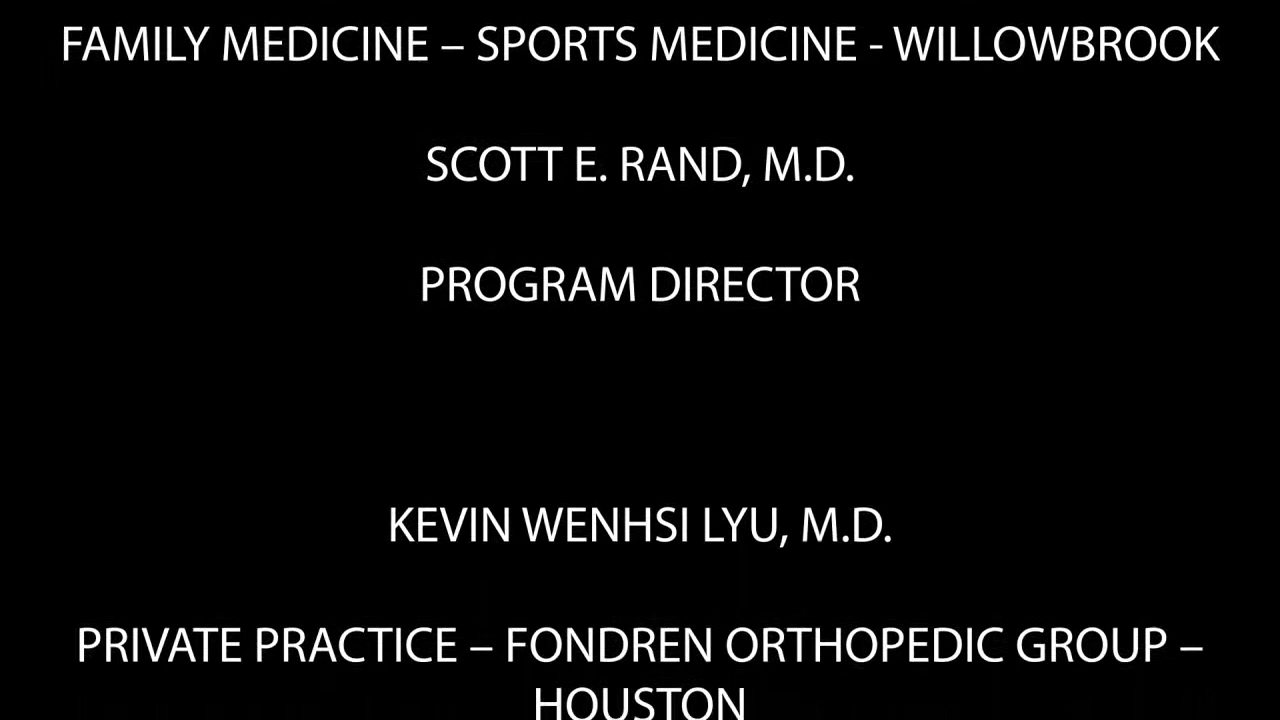 FAMILY MEDICINE – SPORTS MEDICINE - WILLOWBROOK
SCOTT E. RAND, M.D.
PROGRAM DIRECTOR
KEVIN WENHSI LYU, M.D.
PRIVATE PRACTICE – FONDREN ORTHOPEDIC GROUP –
HOUSTON